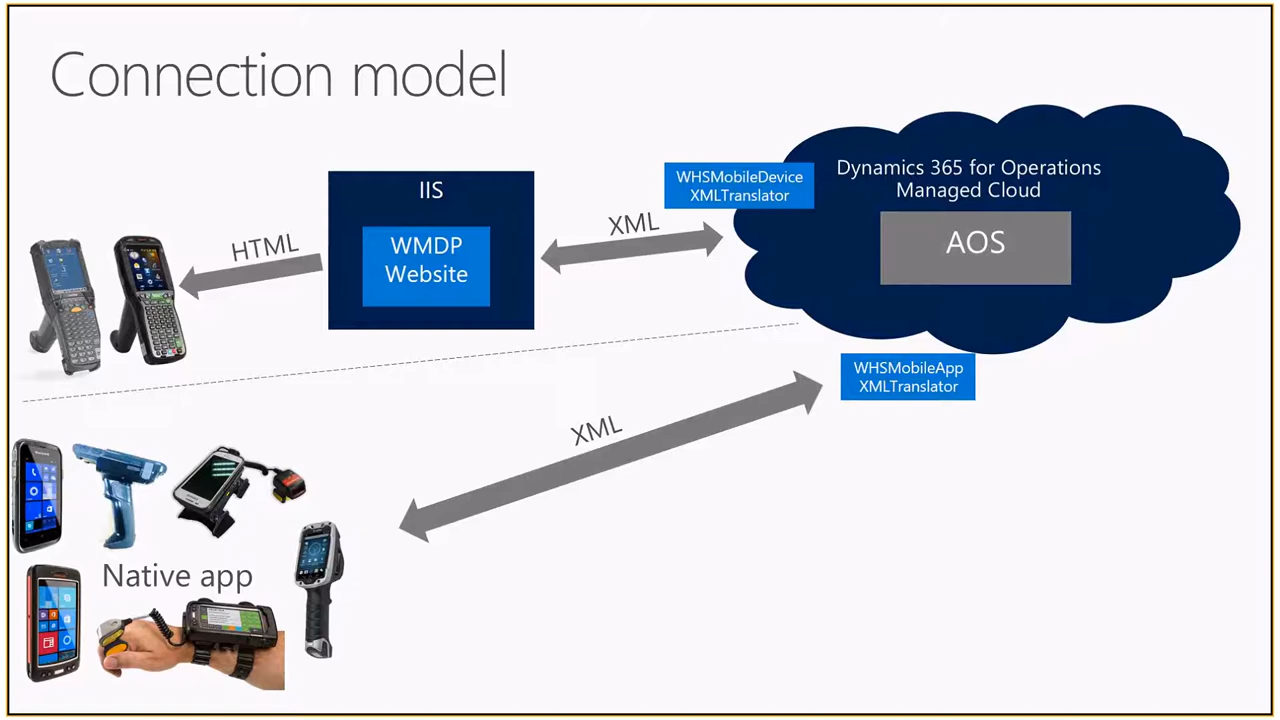 Connection model
WHSMobileDevice
XMLTranslator
Dynamics 365 for Operations
Managed Cloud
AOS
IIS
WMDP
Website
HTML
XML
WHSMobileApp
XMLTranslator
XML
Native app